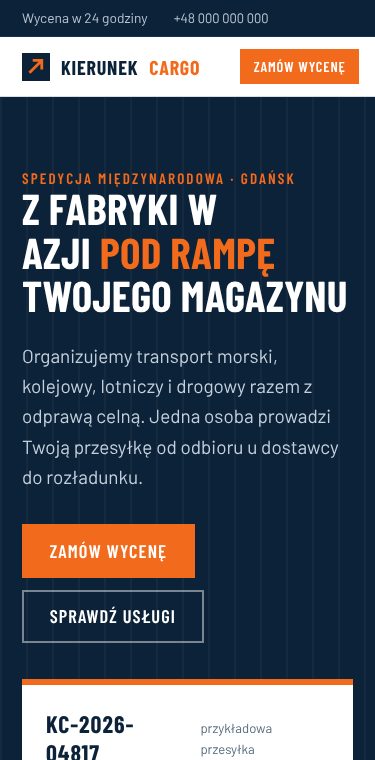 Wycena w 24 godziny +48 000 000 000
KIERUNEK CARGO ZAMÓW WYCENĘ
SPEDYCJA MIĘDZYNARODOWA · GDAŃSK
Z FABRYKI W
AZJI POD RAMPĘ
TWOJEGO MAGAZYNU
Organizujemy transport morski,
kolejowy, lotniczy i drogowy razem z
odprawą celną. Jedna osoba prowadzi
Twoją przesyłkę od odbioru u dostawcy
do rozładunku.
ZAMÓW WYCENĘ
SPRAWDŹ USŁUGI
KC-2026- przykładowa
04817 przesyłka